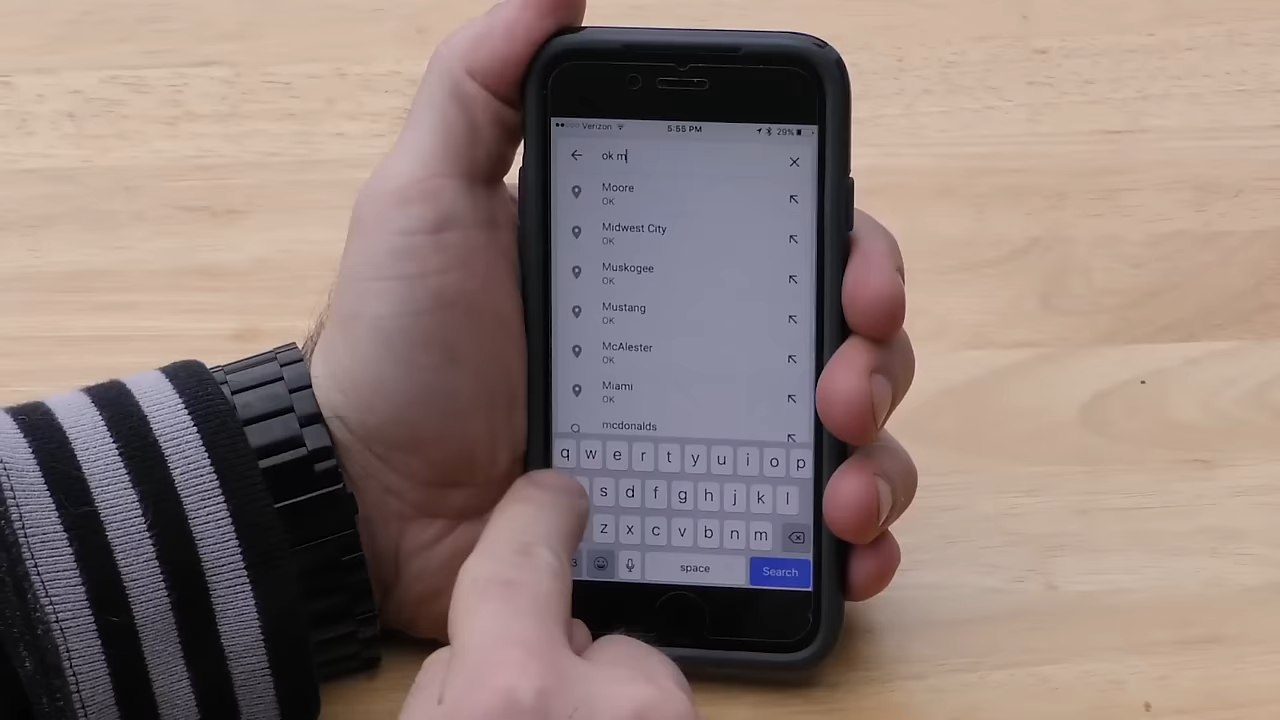 Verizon 5:55 PM 29%
ok m
Moore
OK
Midwest City
OK
Muskogee
OK
Mustang
OK
McAlester
OK
Miami
OK
mcdonalds
q w e r t y u i o p
s d f g h j k l
z x c v b n m
3 space Search